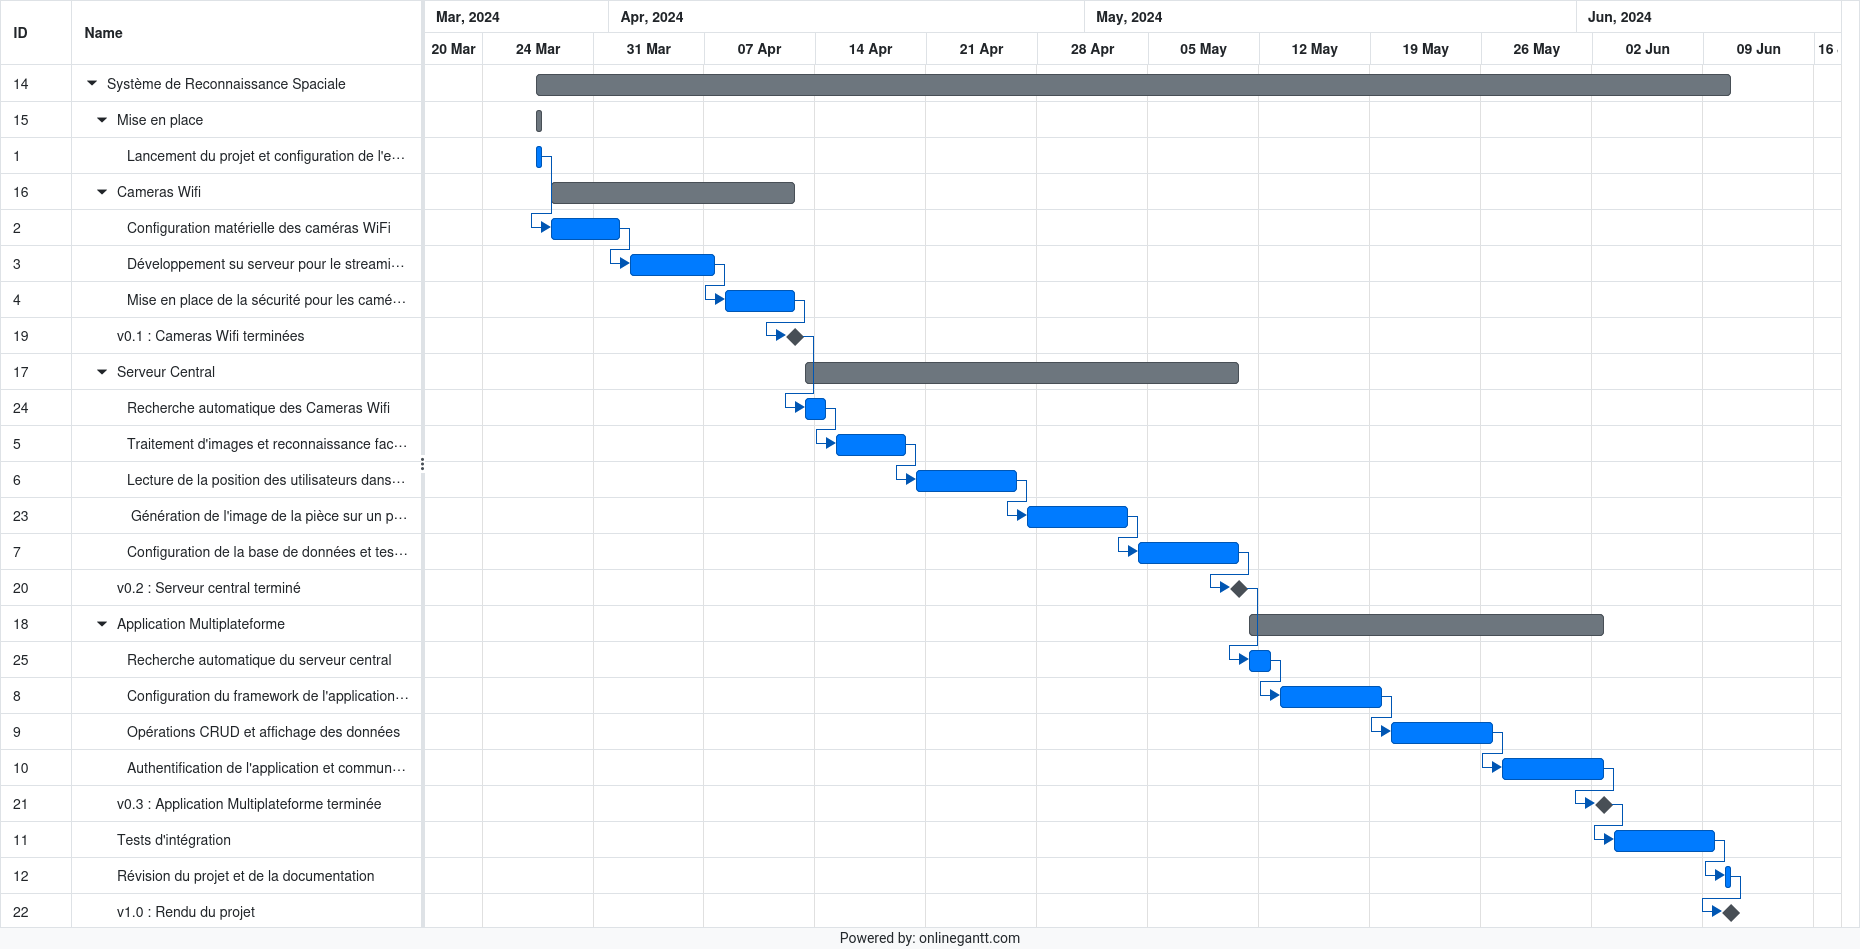 ID Name Mar, 2024 Apr, 2024 May, 2024 Jun, 2024
20 Mar 24 Mar 31 Mar 07 Apr 14 Apr 21 Apr 28 Apr 05 May 12 May 19 May 26 May 02 Jun 09 Jun 16
14 Système de Reconnaissance Spaciale
15 Mise en place
1 Lancement du projet et configuration de l'e···
16 Cameras Wifi
2 Configuration matérielle des caméras WiFi
3 Développement su serveur pour le streami···
4 Mise en place de la sécurité pour les camé···
19 v0.1 : Cameras Wifi terminées
17 Serveur Central
24 Recherche automatique des Cameras Wifi
5 Traitement d'images et reconnaissance fac···
6 Lecture de la position des utilisateurs dans···
23 Génération de l'image de la pièce sur un p···
7 Configuration de la base de données et tes···
20 v0.2 : Serveur central terminé
18 Application Multiplateforme
25 Recherche automatique du serveur central
8 Configuration du framework de l'application···
9 Opérations CRUD et affichage des données
10 Authentification de l'application et commun···
21 v0.3 : Application Multiplateforme terminée
11 Tests d'intégration
12 Révision du projet et de la documentation
22 v1.0 : Rendu du projet
Powered by: onlinegantt.com